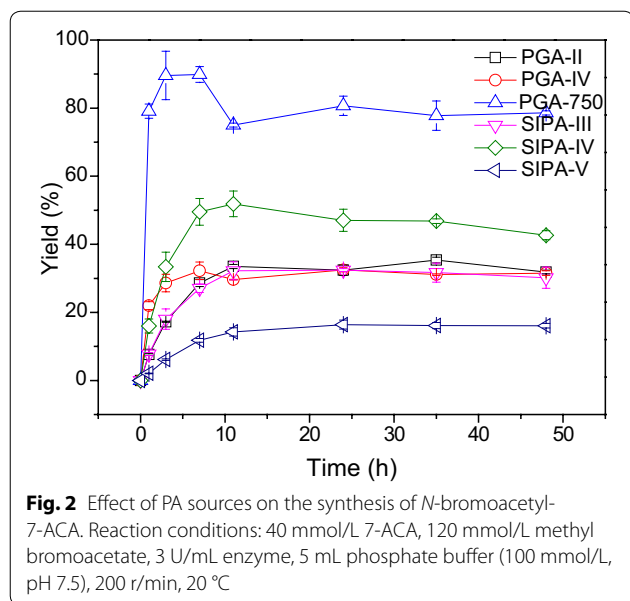 100
80
60
40
20
0
Yield (%)
PGA-II
PGA-IV
PGA-750
SIPA-III
SIPA-IV
SIPA-V
0
10
20
30
40
50
Time (h)
Fig. 2 Effect of PA sources on the synthesis of N-bromoacetyl-
7-ACA. Reaction conditions: 40 mmol/L 7-ACA, 120 mmol/L methyl
bromoacetate, 3 U/mL enzyme, 5 mL phosphate buffer (100 mmol/L,
pH 7.5), 200 r/min, 20 °C